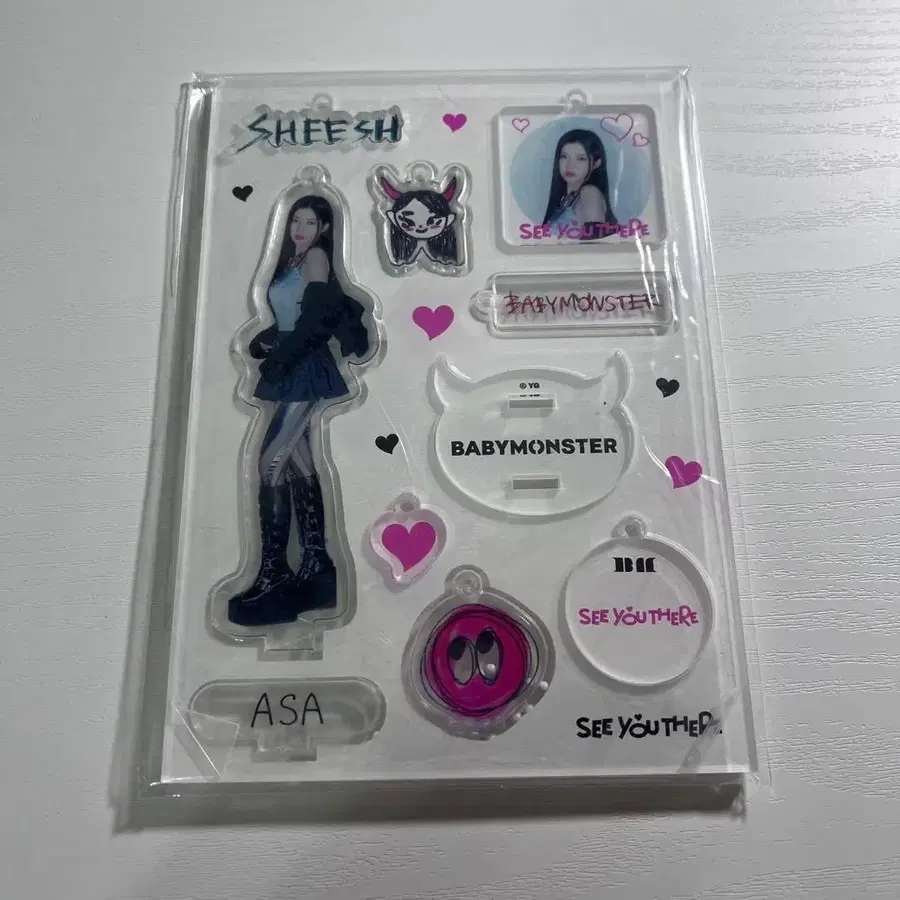 SHEESH
SEE YOU THERE
BABYMONSTER
© YG
BABYMONSTER
BM
SEE YOU THERE
ASA
SEE YOU THERE